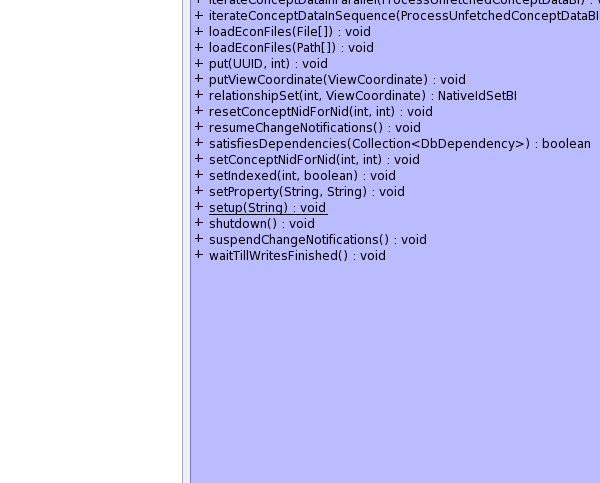 + iterateConceptDataInParallel(ProcessUnfetchedConceptDataBI) :
+ iterateConceptDataInSequence(ProcessUnfetchedConceptDataBI
+ loadEconFiles(File[]) : void
+ loadEconFiles(Path[]) : void
+ put(UUID, int) : void
+ putViewCoordinate(ViewCoordinate) : void
+ relationshipSet(int, ViewCoordinate) : NativeIdSetBI
+ resetConceptNidForNid(int, int) : void
+ resumeChangeNotifications() : void
+ satisfiesDependencies(Collection<DbDependency>) : boolean
+ setConceptNidForNid(int, int) : void
+ setIndexed(int, boolean) : void
+ setProperty(String, String) : void
+ setup(String) : void
+ shutdown() : void
+ suspendChangeNotifications() : void
+ waitTillWritesFinished() : void